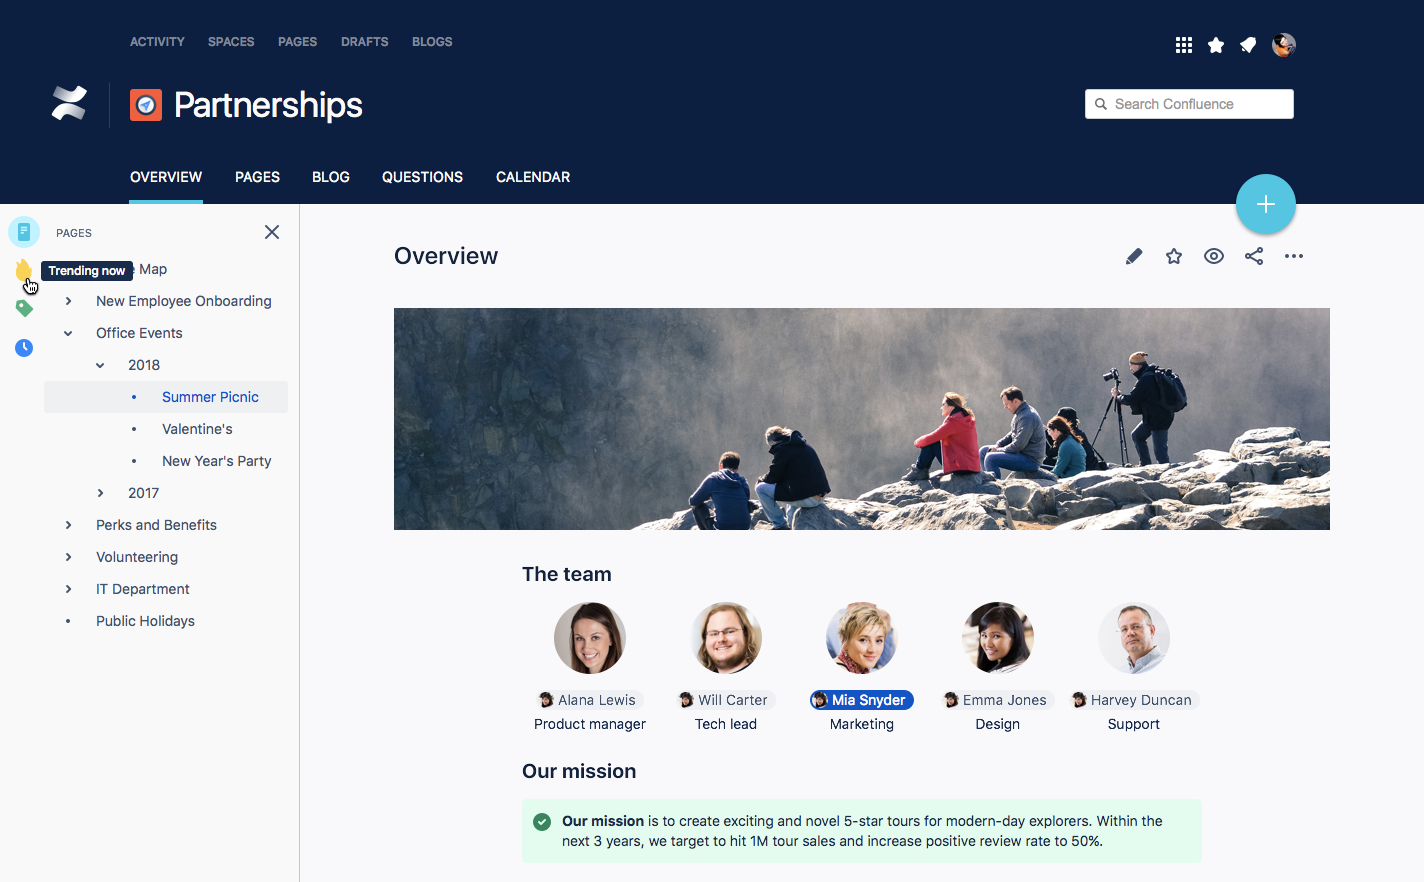 ACTIVITY SPACES PAGES DRAFTS BLOGS
Partnerships
Search Confluence
OVERVIEW PAGES BLOG QUESTIONS CALENDAR
PAGES
Trending now
Map
New Employee Onboarding
Office Events
2018
Summer Picnic
Valentine's
New Year's Party
2017
Perks and Benefits
Volunteering
IT Department
Public Holidays
Overview
The team
Alana Lewis Will Carter Mia Snyder Emma Jones Harvey Duncan
Product manager Tech lead Marketing Design Support
Our mission
Our mission is to create exciting and novel 5-star tours for modern-day explorers. Within the
next 3 years, we target to hit 1M tour sales and increase positive review rate to 50%.